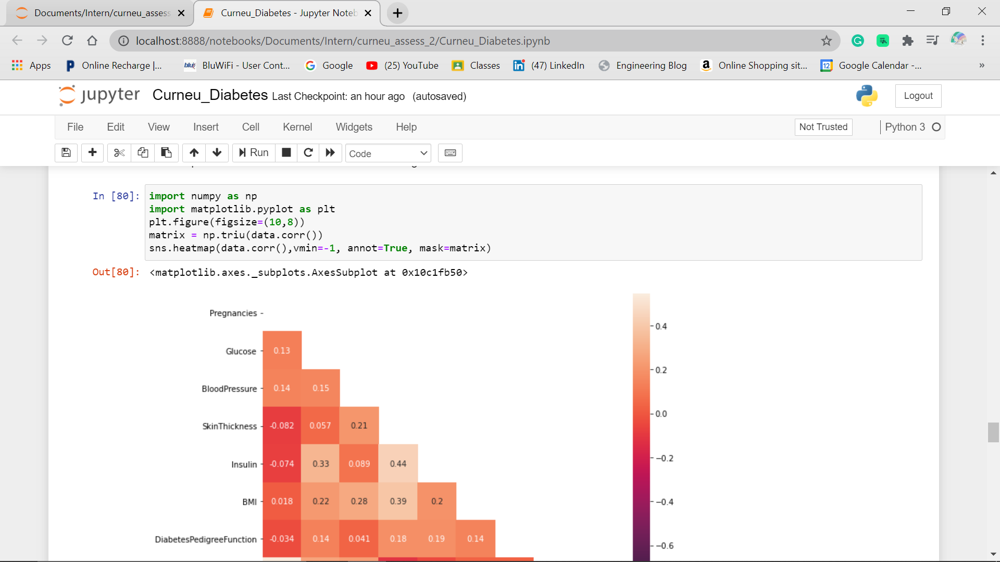 Documents/Intern/curneu_assess
Curneu_Diabetes - Jupyter Noteb
localhost:8888/notebooks/Documents/Intern/curneu_assess_2/Curneu_Diabetes.ipynb
Apps
Online Recharge |...
BluWiFi - User Cont...
Google
(25) YouTube
Classes
(47) LinkedIn
Engineering Blog
Online Shopping sit...
Google Calendar -...
jupyter Curneu_Diabetes Last Checkpoint: an hour ago (autosaved)
Logout
File Edit View Insert Cell Kernel Widgets Help
Not Trusted
Python 3
Run
Code
In [80]:
import numpy as np
import matplotlib.pyplot as plt
plt.figure(figsize=(10,8))
matrix = np.triu(data.corr())
sns.heatmap(data.corr(),vmin=-1, annot=True, mask=matrix)
Out[80]: <matplotlib.axes._subplots.AxesSubplot at 0x10c1fb50>
Pregnancies
Glucose 0.13
BloodPressure 0.14 0.15
SkinThickness -0.082 0.057 0.21
Insulin -0.074 0.33 0.089 0.44
BMI 0.018 0.22 0.28 0.39 0.2
DiabetesPedigreeFunction -0.034 0.14 0.041 0.18 0.19 0.14
0.4
0.2
0.0
-0.2
-0.4
-0.6